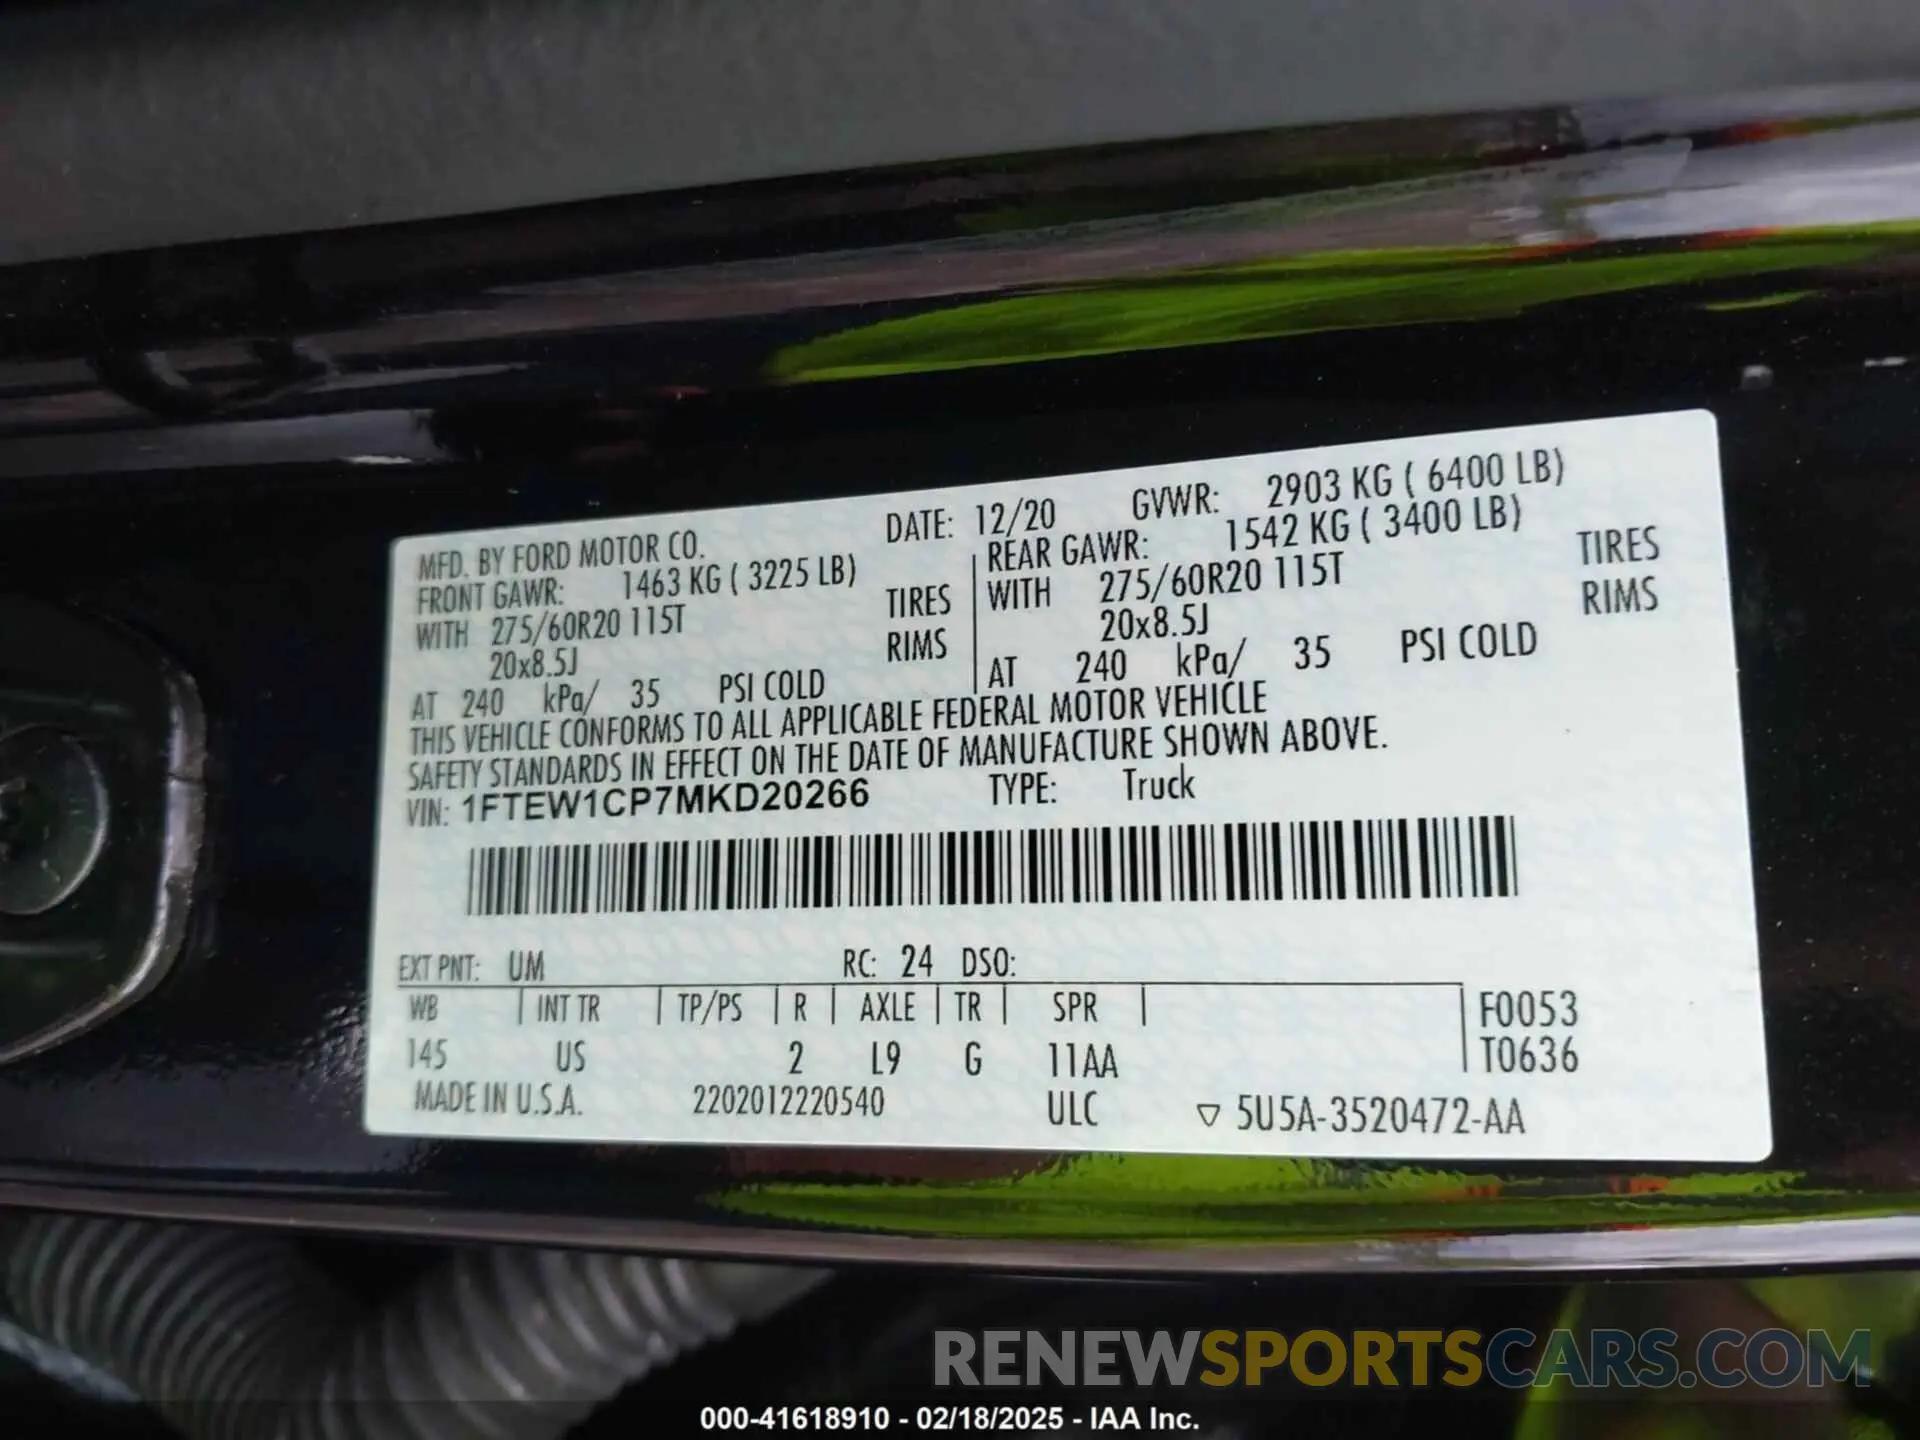 MFD. BY FORD MOTOR CO. DATE: 12/20 GVWR: 2903 KG ( 6400 LB)
FRONT GAWR: 1463 KG ( 3225 LB) REAR GAWR: 1542 KG ( 3400 LB)
WITH 275/60R20 115T TIRES WITH 275/60R20 115T TIRES
20x8.5J RIMS 20x8.5J RIMS
AT 240 kPa/ 35 PSI COLD AT 240 kPa/ 35 PSI COLD
THIS VEHICLE CONFORMS TO ALL APPLICABLE FEDERAL MOTOR VEHICLE
SAFETY STANDARDS IN EFFECT ON THE DATE OF MANUFACTURE SHOWN ABOVE.
VIN: 1FTEW1CP7MKD20266 TYPE: Truck
EXT PNT: UM RC: 24 DSO:
WB INT TR TP/PS R AXLE TR SPR F0053
145 US 2 L9 G 11AA T0636
MADE IN U.S.A. 2202012220540 ULC ▽ 5U5A-3520472-AA
RENEWSPORTSCARS.COM
000-41618910 - 02/18/2025 - IAA Inc.